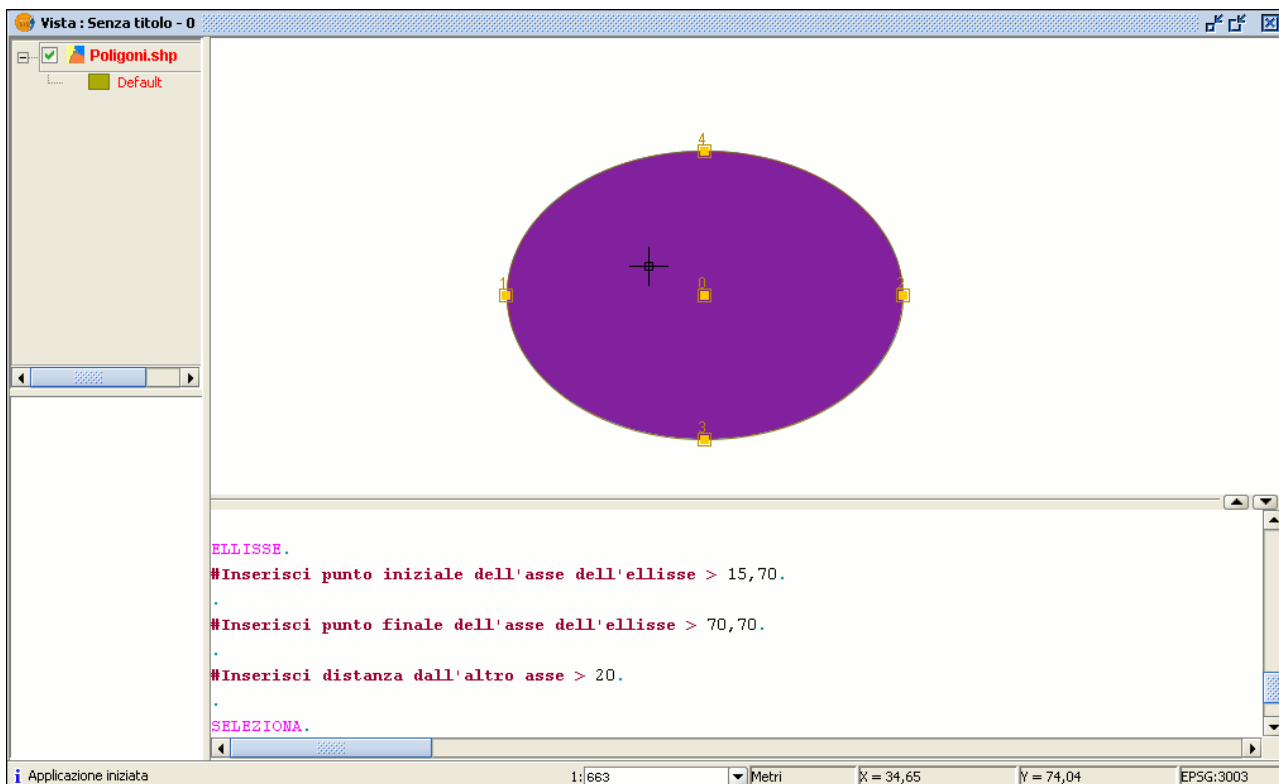 Vista : Senza titolo - 0
Poligoni.shp
Default
4
1
0
2
3
ELLISSE.
#Inserisci punto iniziale dell'asse dell'ellisse > 15,70.
.
#Inserisci punto finale dell'asse dell'ellisse > 70,70.
.
#Inserisci distanza dall'altro asse > 20.
.
SELEZIONA.
i Applicazione iniziata 1: 663 Metri X = 34,65 Y = 74,04 EPSG:3003